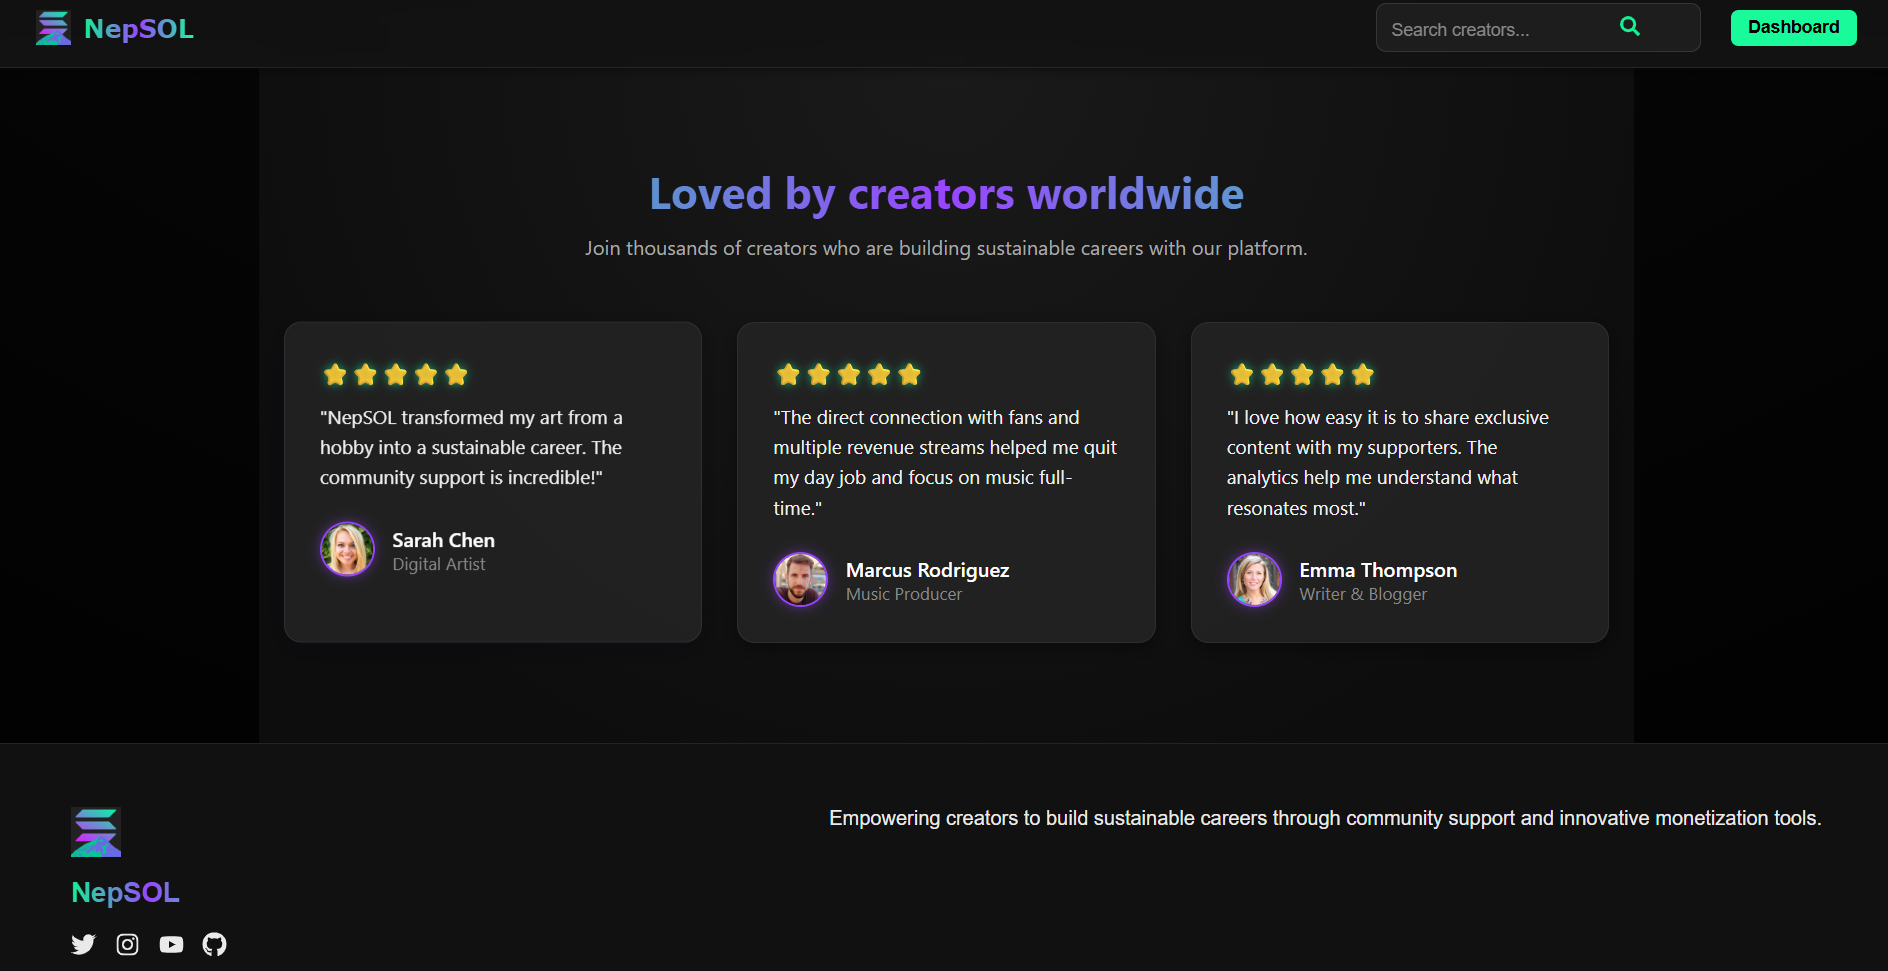 NepSOL
Search creators...
Dashboard
Loved by creators worldwide
Join thousands of creators who are building sustainable careers with our platform.
"NepSOL transformed my art from a
hobby into a sustainable career. The
community support is incredible!"
Sarah Chen
Digital Artist
"The direct connection with fans and
multiple revenue streams helped me quit
my day job and focus on music full-
time."
Marcus Rodriguez
Music Producer
"I love how easy it is to share exclusive
content with my supporters. The
analytics help me understand what
resonates most."
Emma Thompson
Writer & Blogger
Empowering creators to build sustainable careers through community support and innovative monetization tools.
NepSOL